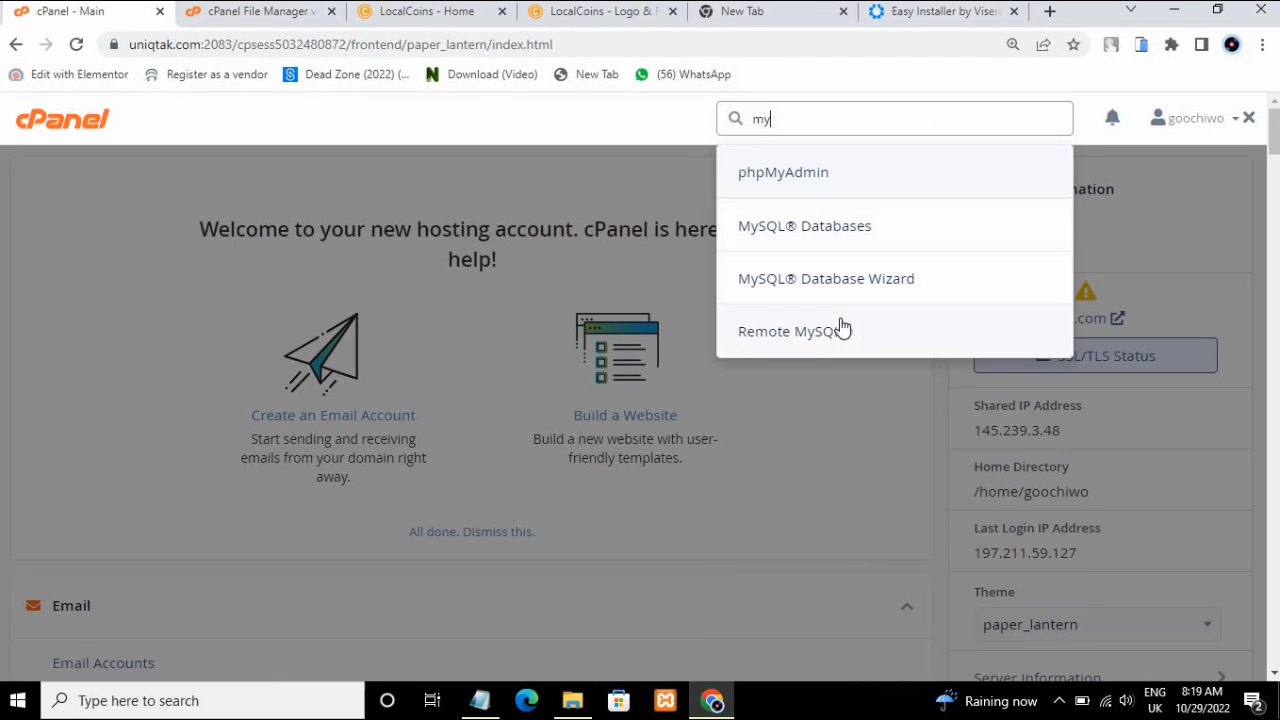 cPanel - Main
cPanel File Manager v
LocalCoins - Home
LocalCoins - Logo & F
New Tab
Easy Installer by Viser
uniqtak.com:2083/cpsess5032480872/frontend/paper_lantern/index.html
Edit with Elementor
Register as a vendor
Dead Zone (2022) (...
Download (Video)
New Tab
(56) WhatsApp
cPanel
my
goochiwo
phpMyAdmin
MySQL® Databases
MySQL® Database Wizard
Remote MySQL
Welcome to your new hosting account. cPanel is here
help!
Create an Email Account
Start sending and receiving
emails from your domain right
away.
Build a Website
Build a new website with user-
friendly templates.
All done. Dismiss this.
Email
Email Accounts
mation
.com
SSL/TLS Status
Shared IP Address
145.239.3.48
Home Directory
/home/goochiwo
Last Login IP Address
197.211.59.127
Theme
paper_lantern
Server Information
Type here to search
Raining now
ENG
UK
8:19 AM
10/29/2022
2